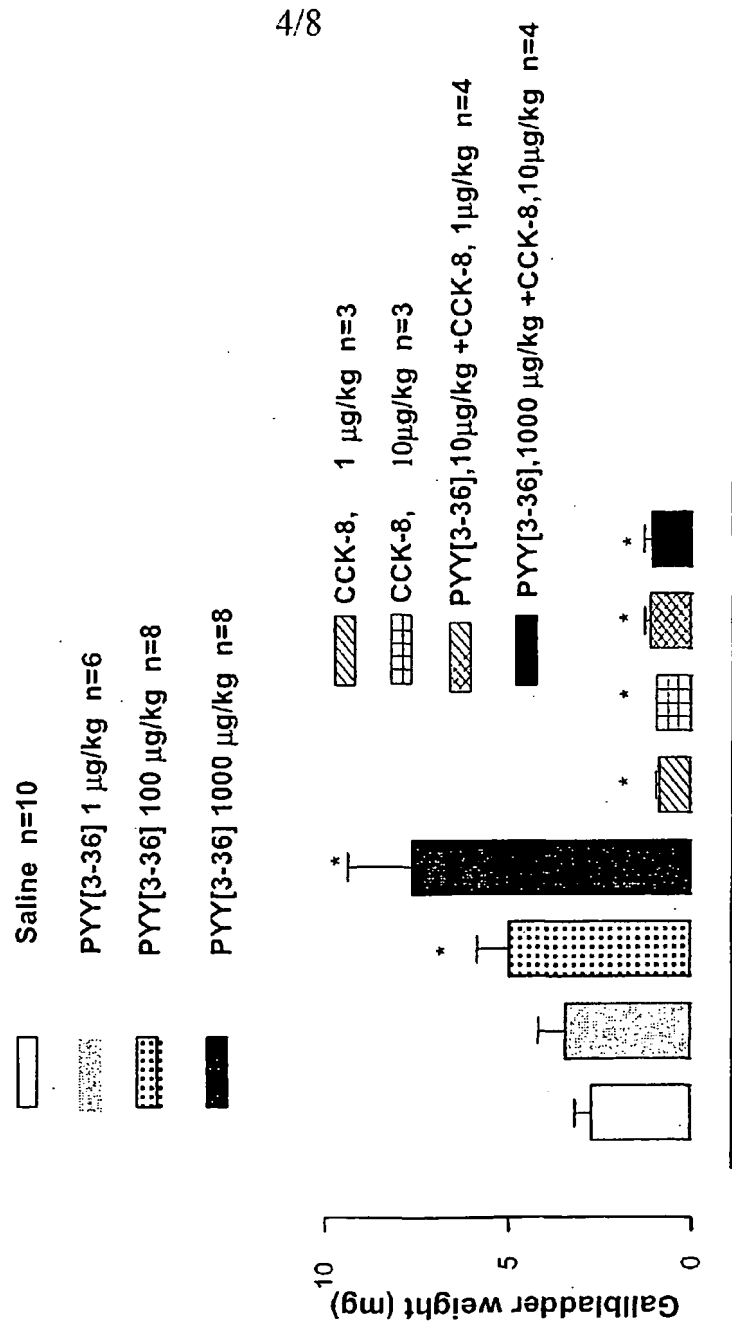 4/8
Saline n=10
PYY[3-36] 1 µg/kg n=6
PYY[3-36] 100 µg/kg n=8
PYY[3-36] 1000 µg/kg n=8
CCK-8, 1 µg/kg n=3
CCK-8, 10µg/kg n=3
PYY[3-36],10µg/kg +CCK-8, 1µg/kg n=4
PYY[3-36],1000 µg/kg +CCK-8,10µg/kg n=4
Gallbladder weight (mg)
10
5
0
* * * * * *